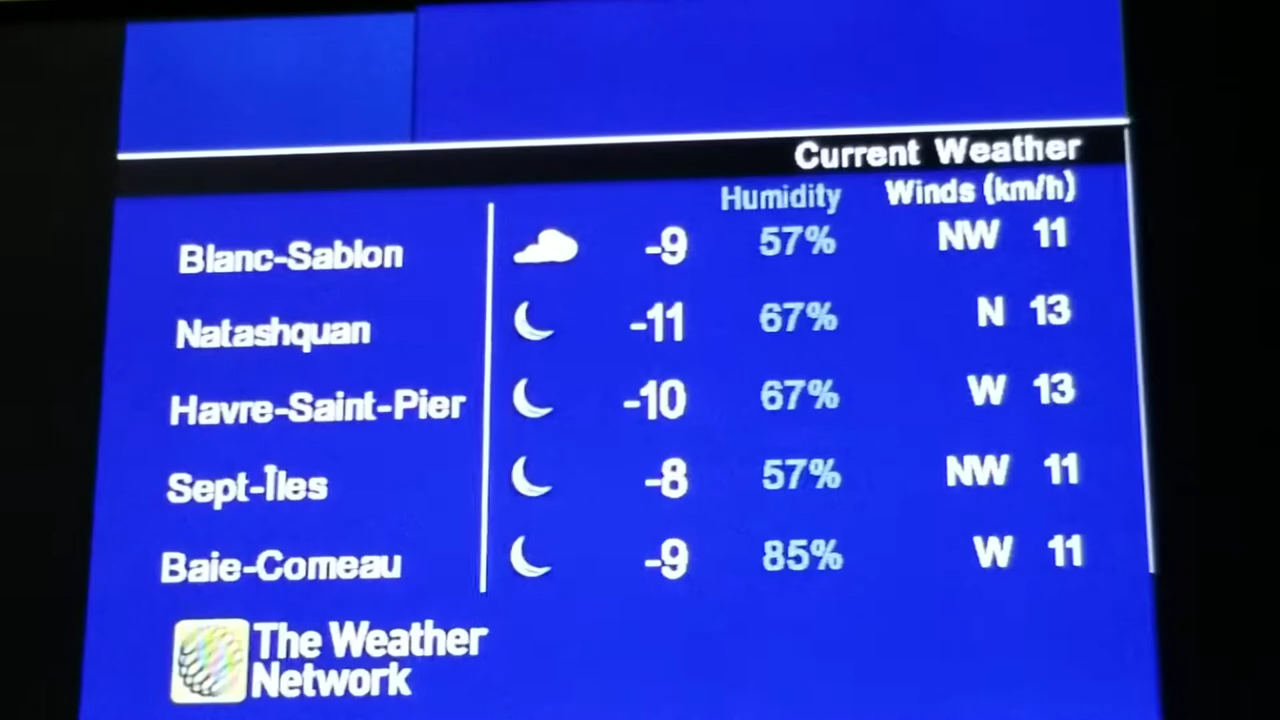 Current Weather
Humidity Winds (km/h)
Blanc-Sablon -9 57% NW 11
Natashquan -11 67% N 13
Havre-Saint-Pier -10 67% W 13
Sept-Îles -8 57% NW 11
Baie-Comeau -9 85% W 11
The Weather
Network